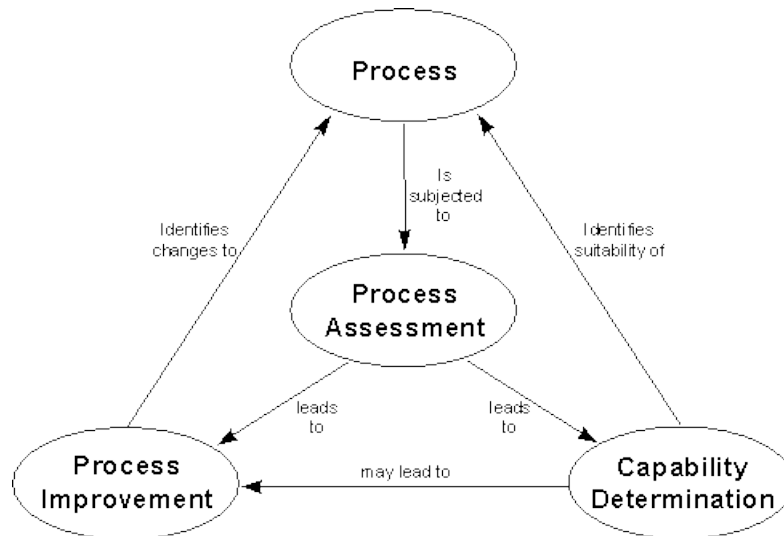 Process
Is
subjected
to
Identifies
changes to
Identifies
suitability of
Process
Assessment
leads
to
leads
to
Process
Improvement
may lead to
Capability
Determination